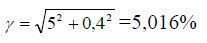 γ = √5² + 0,4² =5,016%